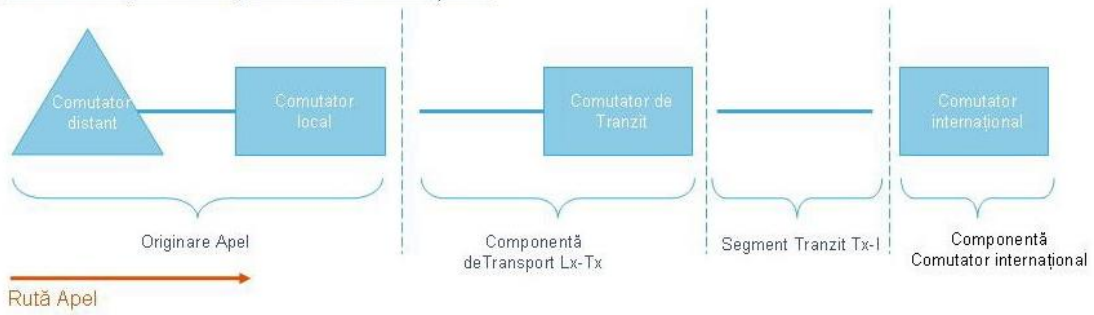 Comutator
distant
Comutator
local
Comutator de
Tranzit
Comutator
internațional
Originare Apel
Componentă
deTransport Lx-Tx
Segment Tranzit Tx-I
Componentă
Comutator internațional
Rută Apel